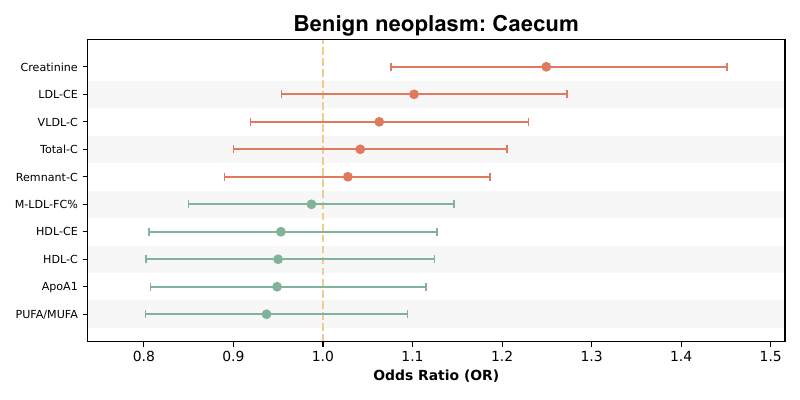 Benign neoplasm: Caecum
Creatinine
LDL-CE
VLDL-C
Total-C
Remnant-C
M-LDL-FC%
HDL-CE
HDL-C
ApoA1
PUFA/MUFA
0.8 0.9 1.0 1.1 1.2 1.3 1.4 1.5
Odds Ratio (OR)